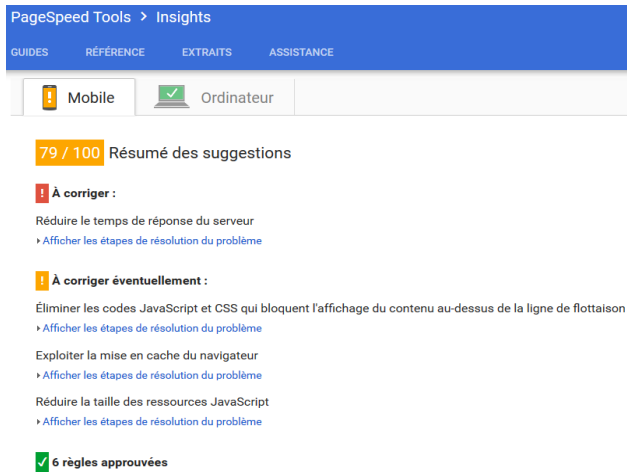 PageSpeed Tools > Insights
GUIDES RÉFÉRENCE EXTRAITS ASSISTANCE
Mobile Ordinateur
79 / 100 Résumé des suggestions
! À corriger :
Réduire le temps de réponse du serveur
Afficher les étapes de résolution du problème
! À corriger éventuellement :
Éliminer les codes JavaScript et CSS qui bloquent l'affichage du contenu au-dessus de la ligne de flottaison
Afficher les étapes de résolution du problème
Exploiter la mise en cache du navigateur
Afficher les étapes de résolution du problème
Réduire la taille des ressources JavaScript
Afficher les étapes de résolution du problème
6 règles approuvées